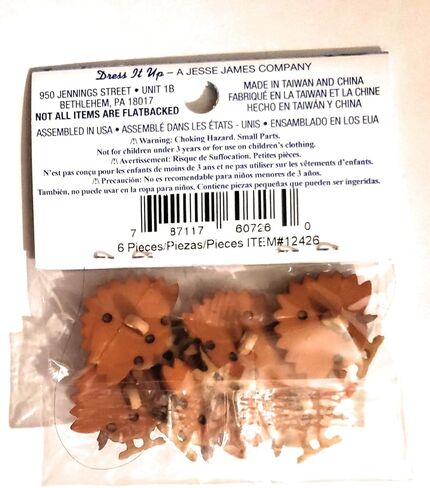 Dress It Up – A JESSE JAMES COMPANY
950 JENNINGS STREET • UNIT 1B
BETHLEHEM, PA 18017
NOT ALL ITEMS ARE FLATBACKED
MADE IN TAIWAN AND CHINA
FABRIQUÉ EN LA TAIWAN ET LA CHINE
HECHO EN TAIWÁN Y CHINA
ASSEMBLED IN USA • ASSEMBLÉ DANS LES ÉTATS - UNIS • ENSAMBLADO EN LOS EUA
⚠ Warning: Choking Hazard. Small Parts.
Not for children under 3 years or for use on children's clothing.
⚠ Avertissement: Risque de Suffocation. Petites pièces.
N'est pas conçu pour les enfants de moins de 3 ans et ne pas utiliser sur les vêtements d'enfants.
⚠ Precaución: No es recomendable para niños menores de 3 años.
También, no puede usar en la ropa para niños. Contiene piezas pequeñas que pueden ser ingeridas.
7 87117 60726 0
6 Pieces/Piezas/Pieces ITEM#12426